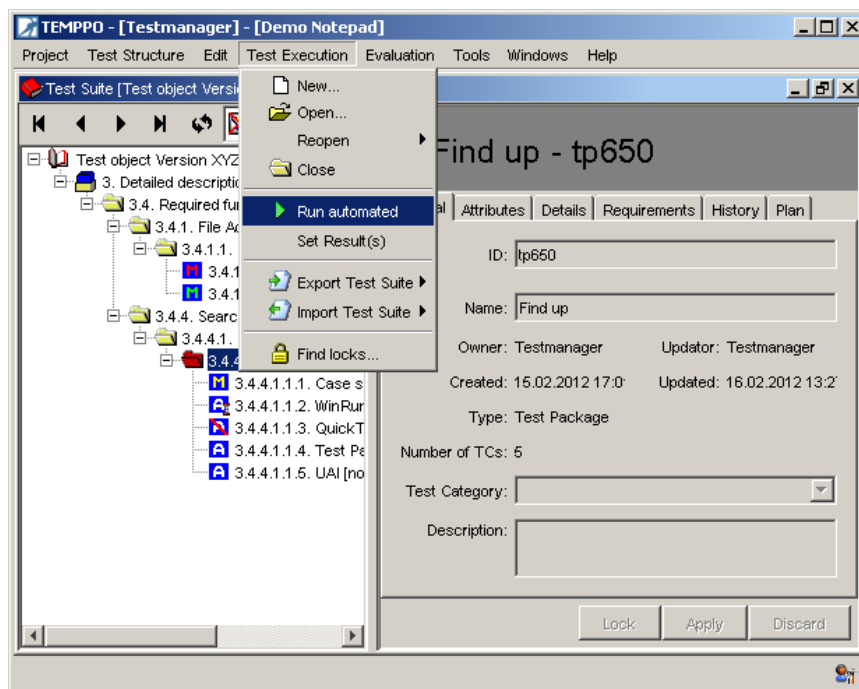 TEMPPO - [Testmanager] - [Demo Notepad]
Project Test Structure Edit Test Execution Evaluation Tools Windows Help
Test Suite [Test object Versi
New...
Open...
Reopen
Close
Run automated
Set Result(s)
Export Test Suite
Import Test Suite
Find locks...
Test object Version XYZ
3. Detailed descriptic
3.4. Required fur
3.4.1. File Ac
3.4.1.1.
3.4.1
3.4.1
3.4.4. Searc
3.4.4.1.
3.4.4
3.4.4.1.1.1. Case s
3.4.4.1.1.2. WinRur
3.4.4.1.1.3. QuickT
3.4.4.1.1.4. Test Pa
3.4.4.1.1.5. UAI [no
Find up - tp650
al Attributes Details Requirements History Plan
ID: tp650
Name: Find up
Owner: Testmanager Updator: Testmanager
Created: 15.02.2012 17:0 Updated: 16.02.2012 13:2
Type: Test Package
Number of TCs: 5
Test Category:
Description:
Lock Apply Discard